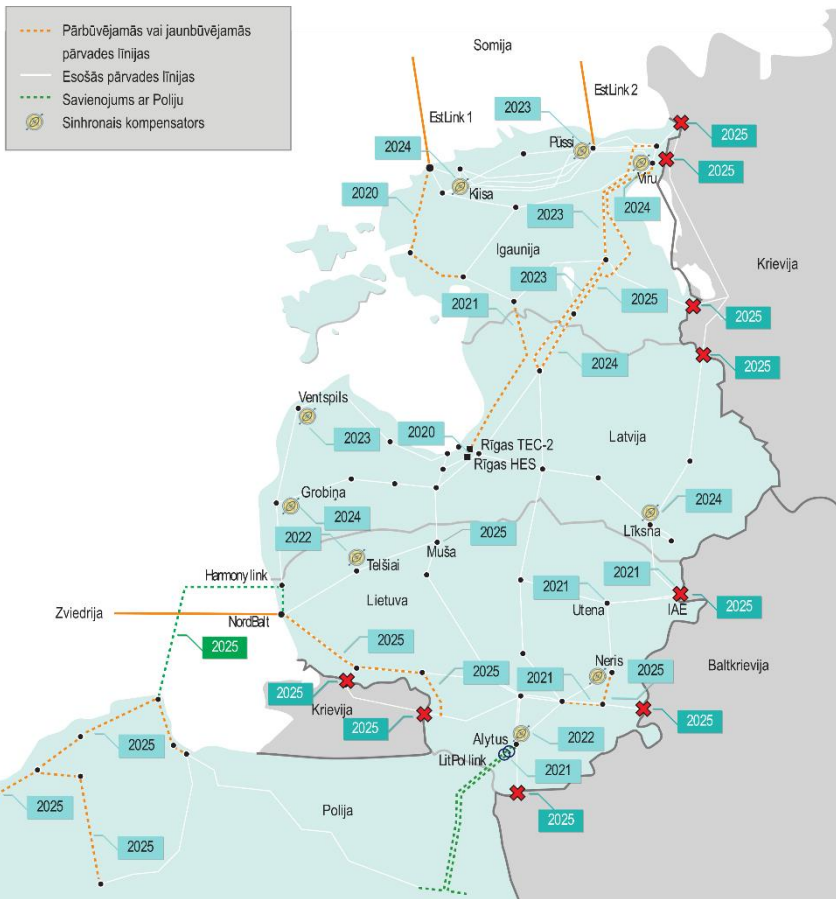 Pārbūvējamās vai jaunbūvējamās
pārvades līnijas
Esošās pārvades līnijas
Savienojums ar Poliju
Sinhronais kompensators
Somija
EstLink 2
2023
EstLink 1
2025
Pūssi
2024
2025
Viru
Kiisa
2020
2024
2023
Igaunija
Krievija
2023
2025
2021
2025
2025
2024
Ventspils
2020
2023
Latvija
Rīgas TEC-2
Rīgas HES
Grobiņa
2024
2024
2022
2025
Līksna
Muša
Telšiai
2021
2021
Harmony link
Lietuva
Utena
IAE
2025
Zviedrija
NordBalt
2025
2025
Neris
2025
2025
2021
Baltkrievija
2025
Krievija
2025
2025
Alytus
2022
2025
LitPol link
2021
2025
Polija
2025
2025